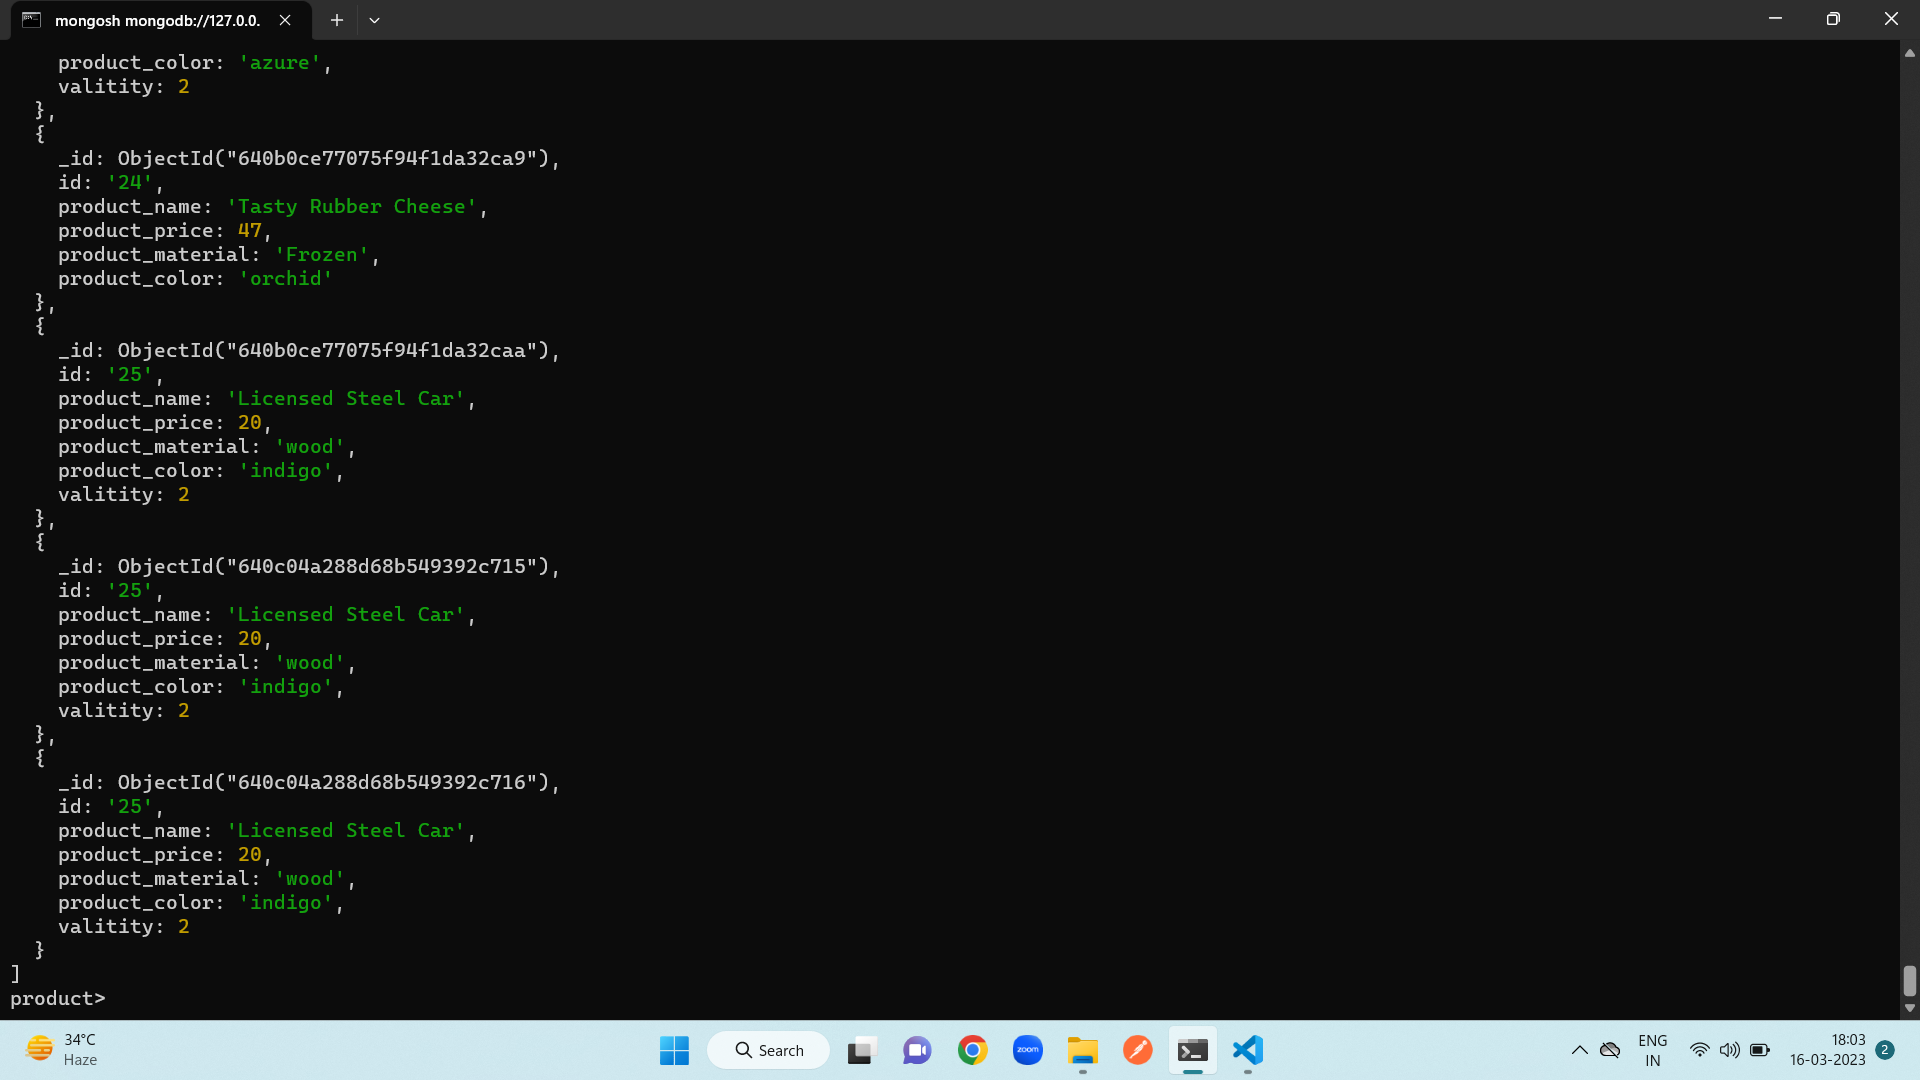 mongosh mongodb://127.0.0.
product_color: 'azure',
valitity: 2
},
{
_id: ObjectId("640b0ce77075f94f1da32ca9"),
id: '24',
product_name: 'Tasty Rubber Cheese',
product_price: 47,
product_material: 'Frozen',
product_color: 'orchid'
},
{
_id: ObjectId("640b0ce77075f94f1da32caa"),
id: '25',
product_name: 'Licensed Steel Car',
product_price: 20,
product_material: 'wood',
product_color: 'indigo',
valitity: 2
},
{
_id: ObjectId("640c04a288d68b549392c715"),
id: '25',
product_name: 'Licensed Steel Car',
product_price: 20,
product_material: 'wood',
product_color: 'indigo',
valitity: 2
},
{
_id: ObjectId("640c04a288d68b549392c716"),
id: '25',
product_name: 'Licensed Steel Car',
product_price: 20,
product_material: 'wood',
product_color: 'indigo',
valitity: 2
}
]
product>
34°C
Haze
Search
zoom
ENG
IN
18:03
16-03-2023
2